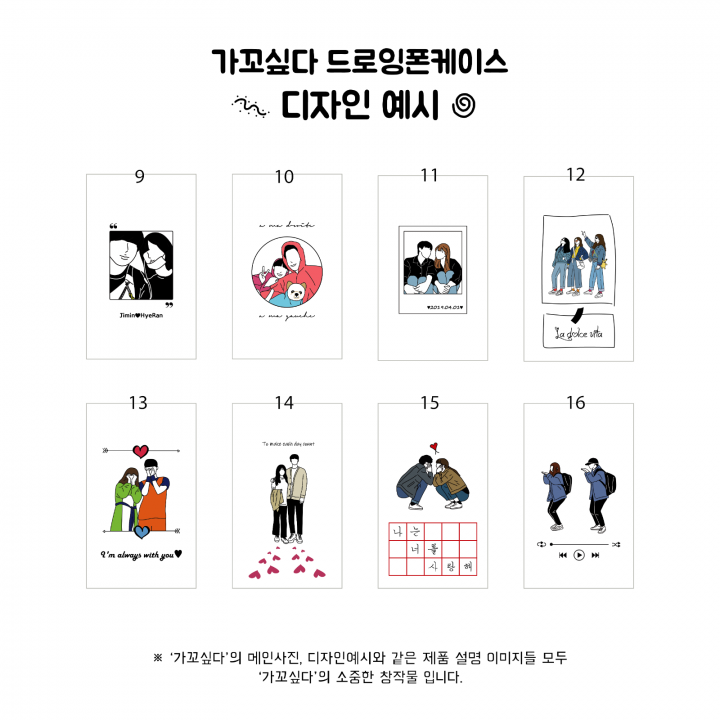 가꼬싶다 드로잉폰케이스
디자인 예시
9
10
11
12
“
”
Jimin♥HyeRan
a ma droite
a ma gauche
♥2019.04.01♥
La dolce vita
13
14
15
16
I'm always with you♥
To make each day count
나는
너를
사랑해
※ ‘가꼬싶다’의 메인사진, 디자인예시와 같은 제품 설명 이미지들 모두
‘가꼬싶다’의 소중한 창작물 입니다.